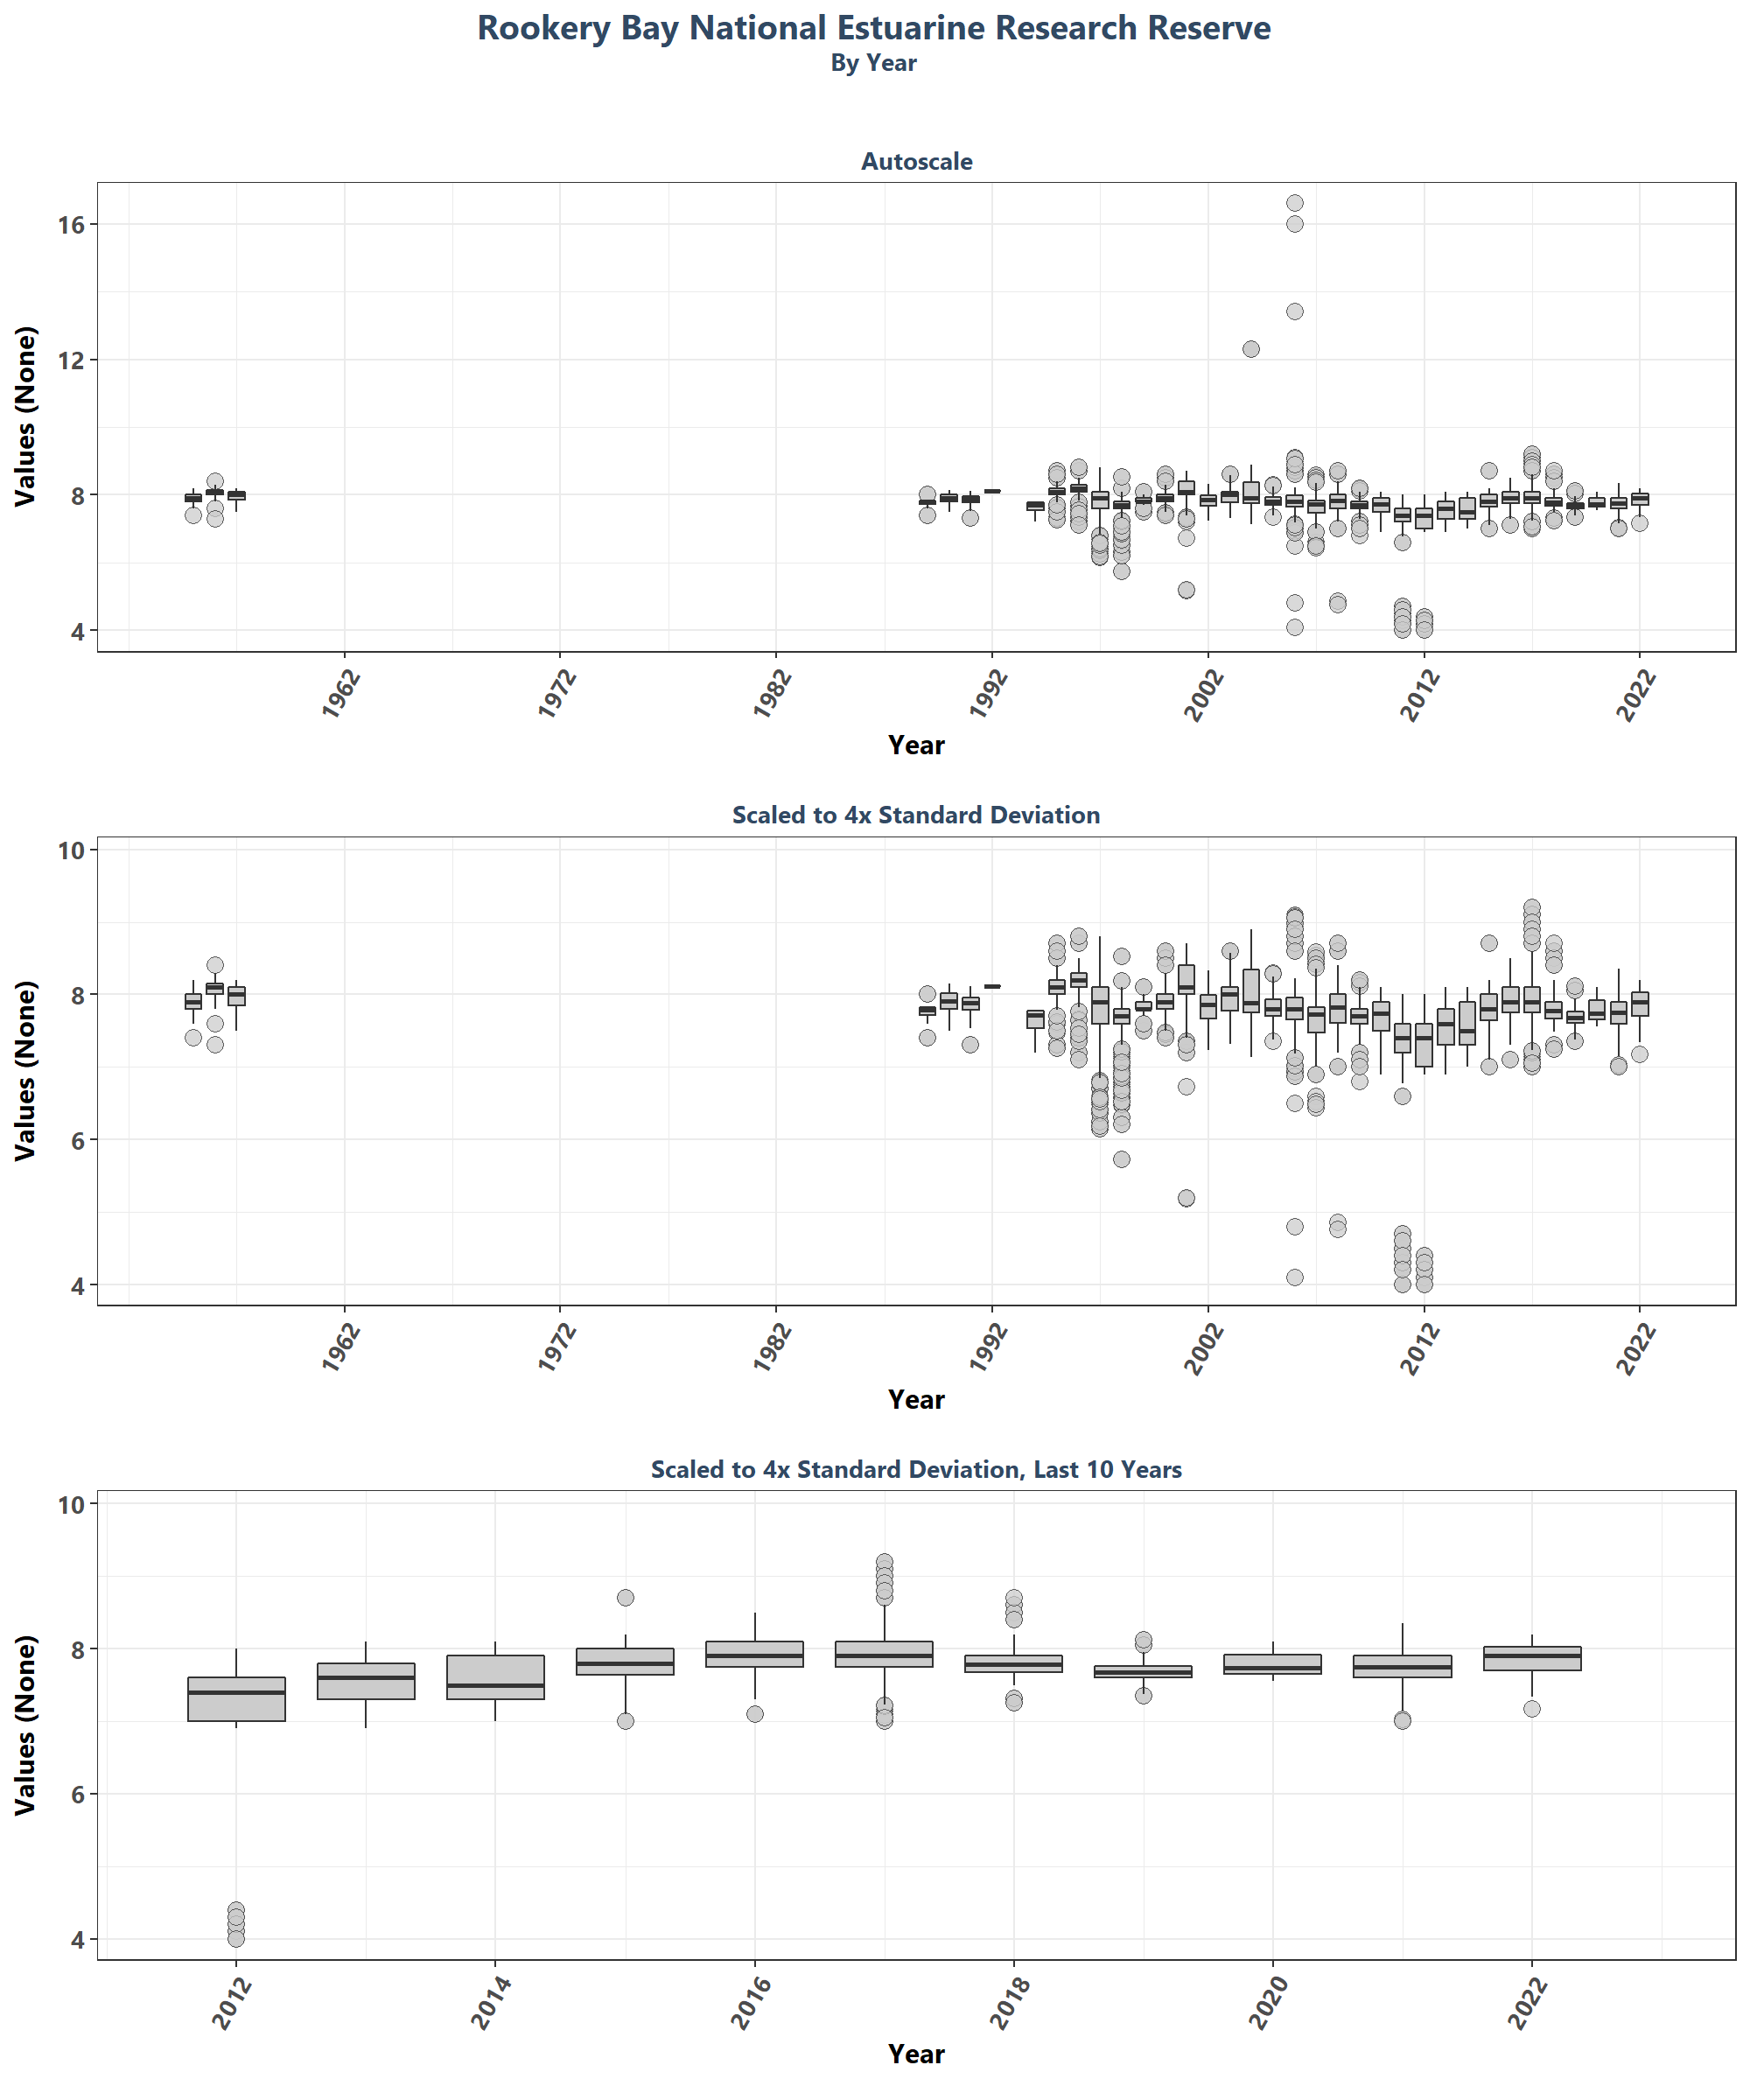 Rookery Bay National Estuarine Research Reserve
By Year
Autoscale
Values (None)
16
12
8
4
1962 1972 1982 1992 2002 2012 2022
Year
Scaled to 4x Standard Deviation
Values (None)
10
8
6
4
1962 1972 1982 1992 2002 2012 2022
Year
Scaled to 4x Standard Deviation, Last 10 Years
Values (None)
10
8
6
4
2012 2014 2016 2018 2020 2022
Year